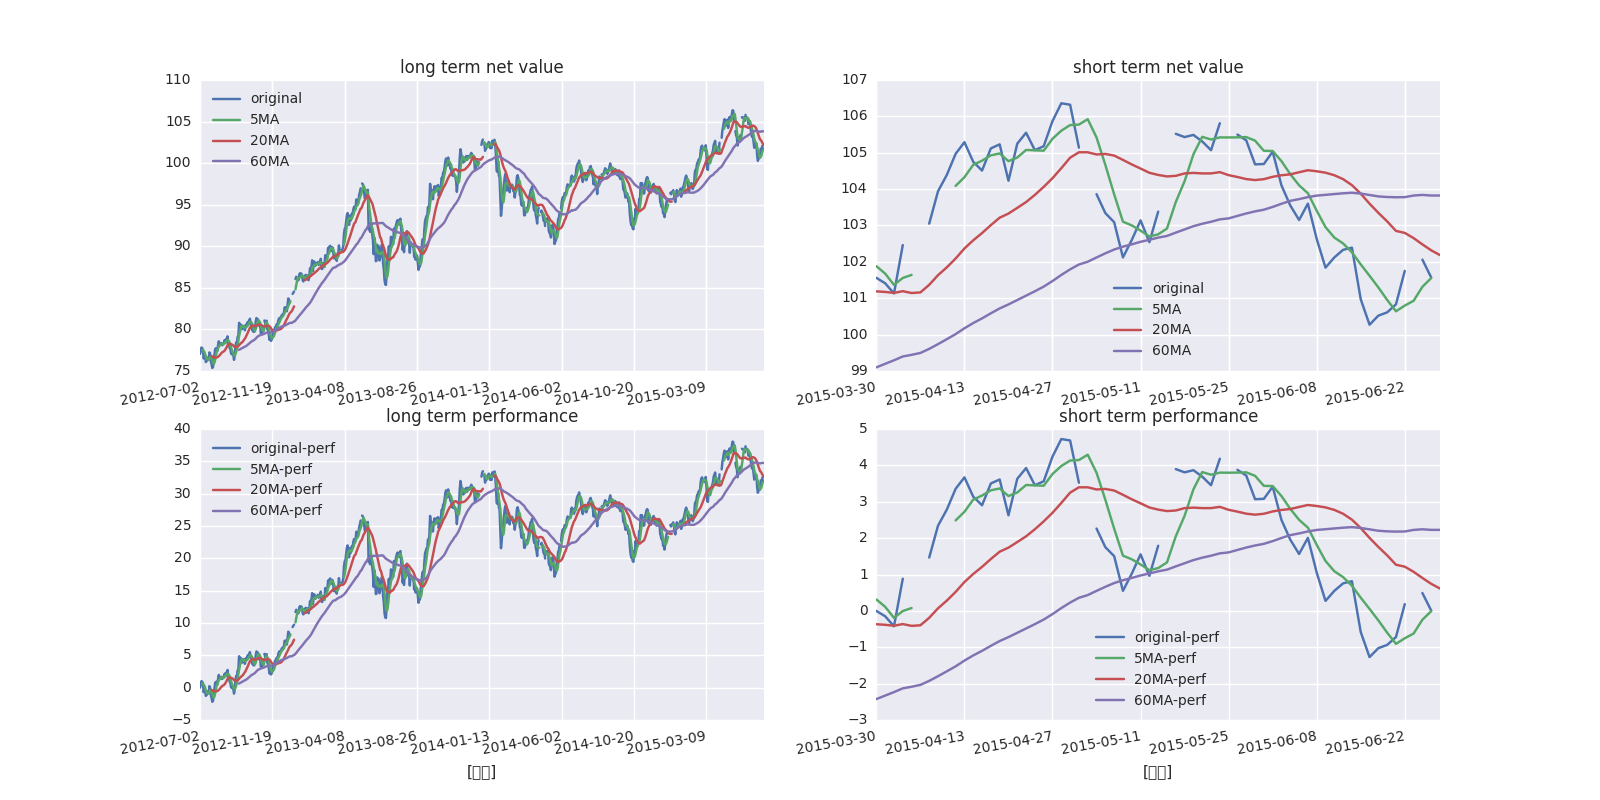 long term net value
110
105
100
95
90
85
80
75
original
5MA
20MA
60MA
2012-07-02 2012-11-19 2013-04-08 2013-08-26 2014-01-13 2014-06-02 2014-10-20 2015-03-09
short term net value
107
106
105
104
103
102
101
100
99
original
5MA
20MA
60MA
2015-03-30 2015-04-13 2015-04-27 2015-05-11 2015-05-25 2015-06-08 2015-06-22
long term performance
40
35
30
25
20
15
10
5
0
−5
original-perf
5MA-perf
20MA-perf
60MA-perf
2012-07-02 2012-11-19 2013-04-08 2013-08-26 2014-01-13 2014-06-02 2014-10-20 2015-03-09
short term performance
5
4
3
2
1
0
−1
−2
−3
original-perf
5MA-perf
20MA-perf
60MA-perf
2015-03-30 2015-04-13 2015-04-27 2015-05-11 2015-05-25 2015-06-08 2015-06-22